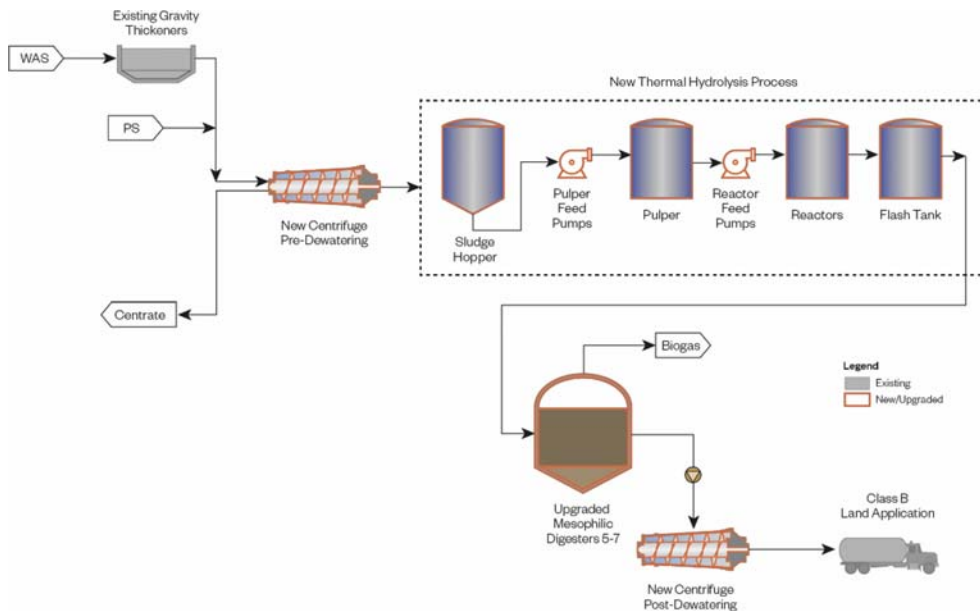 Existing Gravity
Thickeners
WAS
PS
New Centrifuge
Pre-Dewatering
Centrate
New Thermal Hydrolysis Process
Sludge
Hopper
Pulper
Feed
Pumps
Pulper
Reactor
Feed
Pumps
Reactors
Flash Tank
Biogas
Legend
Existing
New/Upgraded
Upgraded
Mesophilic
Digesters 5-7
New Centrifuge
Post-Dewatering
Class B
Land Application